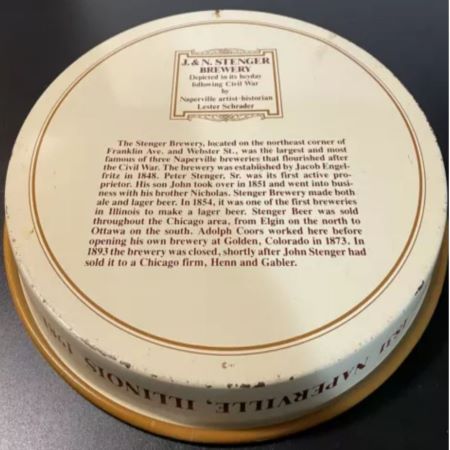 J. & N. STENGER
BREWERY
Depicted in its heyday
following Civil War
by
Naperville artist-historian
Lester Schrader
The Stenger Brewery, located on the northeast corner of
Franklin Ave. and Webster St., was the largest and most
famous of three Naperville breweries that flourished after
the Civil War. The brewery was established by Jacob Engel-
fritz in 1848. Peter Stenger, Sr. was its first active pro-
prietor. His son John took over in 1851 and went into busi-
ness with his brother Nicholas. Stenger Brewery made both
ale and lager beer. In 1854, it was one of the first breweries
in Illinois to make a lager beer. Stenger Beer was sold
throughout the Chicago area, from Elgin on the north to
Ottawa on the south. Adolph Coors worked here before
opening his own brewery at Golden, Colorado in 1873. In
1893 the brewery was closed, shortly after John Stenger had
sold it to a Chicago firm, Henn and Gabler.
NAPERVILLE, ILLINOIS